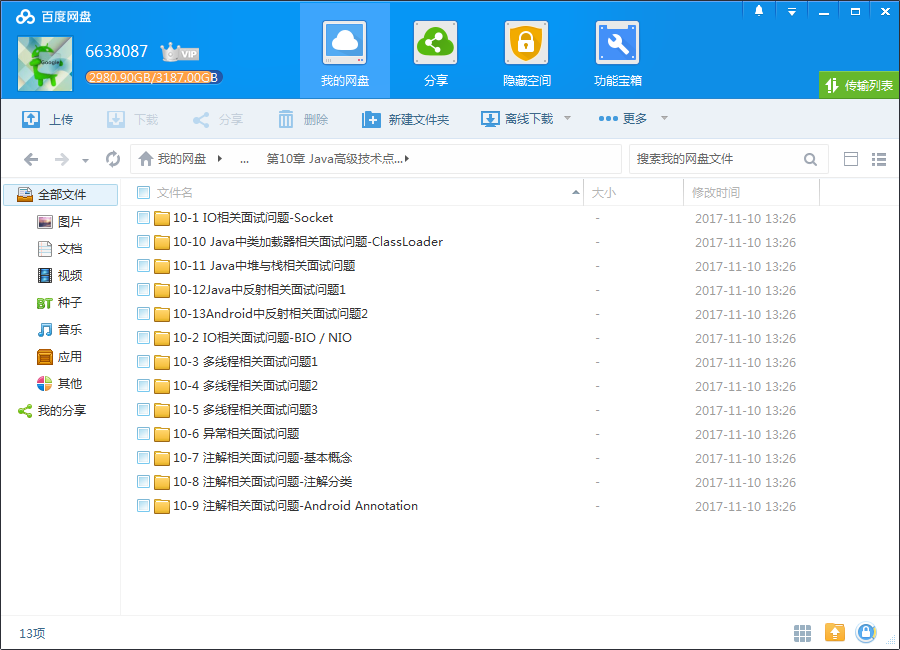 百度网盘
6638087 VIP
2980.90GB/3187.00GB
我的网盘
分享
隐藏空间
功能宝箱
传输列表
上传 下载 分享 删除 新建文件夹 离线下载 更多
我的网盘 ... 第10章 Java高级技术点...
搜索我的网盘文件
全部文件
图片
文档
视频
BT 种子
音乐
应用
其他
我的分享
文件名 大小 修改时间
10-1 IO相关面试问题-Socket - 2017-11-10 13:26
10-10 Java中类加载器相关面试问题-ClassLoader - 2017-11-10 13:26
10-11 Java中堆与栈相关面试问题 - 2017-11-10 13:26
10-12Java中反射相关面试问题1 - 2017-11-10 13:26
10-13Android中反射相关面试问题2 - 2017-11-10 13:26
10-2 IO相关面试问题-BIO / NIO - 2017-11-10 13:26
10-3 多线程相关面试问题1 - 2017-11-10 13:26
10-4 多线程相关面试问题2 - 2017-11-10 13:26
10-5 多线程相关面试问题3 - 2017-11-10 13:26
10-6 异常相关面试问题 - 2017-11-10 13:26
10-7 注解相关面试问题-基本概念 - 2017-11-10 13:26
10-8 注解相关面试问题-注解分类 - 2017-11-10 13:26
10-9 注解相关面试问题-Android Annotation - 2017-11-10 13:26
13项